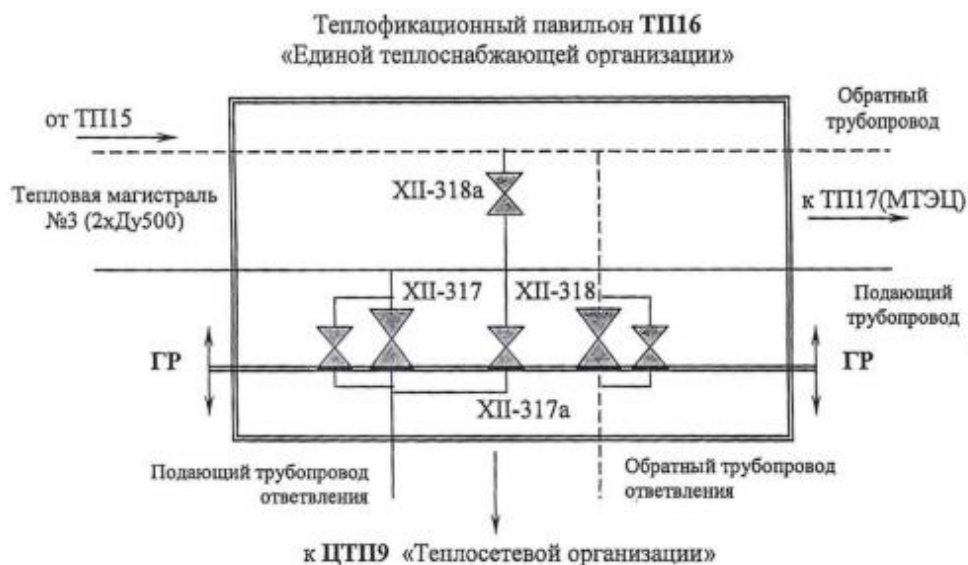 Теплофикационный павильон ТП16
«Единой теплоснабжающей организации»
от ТП15
Обратный
трубопровод
Тепловая магистраль
№3 (2хДу500)
XII-318а
к ТП17(МТЭЦ)
XII-317
XII-318
Подающий
трубопровод
ГР
ГР
XII-317а
Подающий трубопровод
ответвления
Обратный трубопровод
ответвления
к ЦТП9 «Теплосетевой организации»